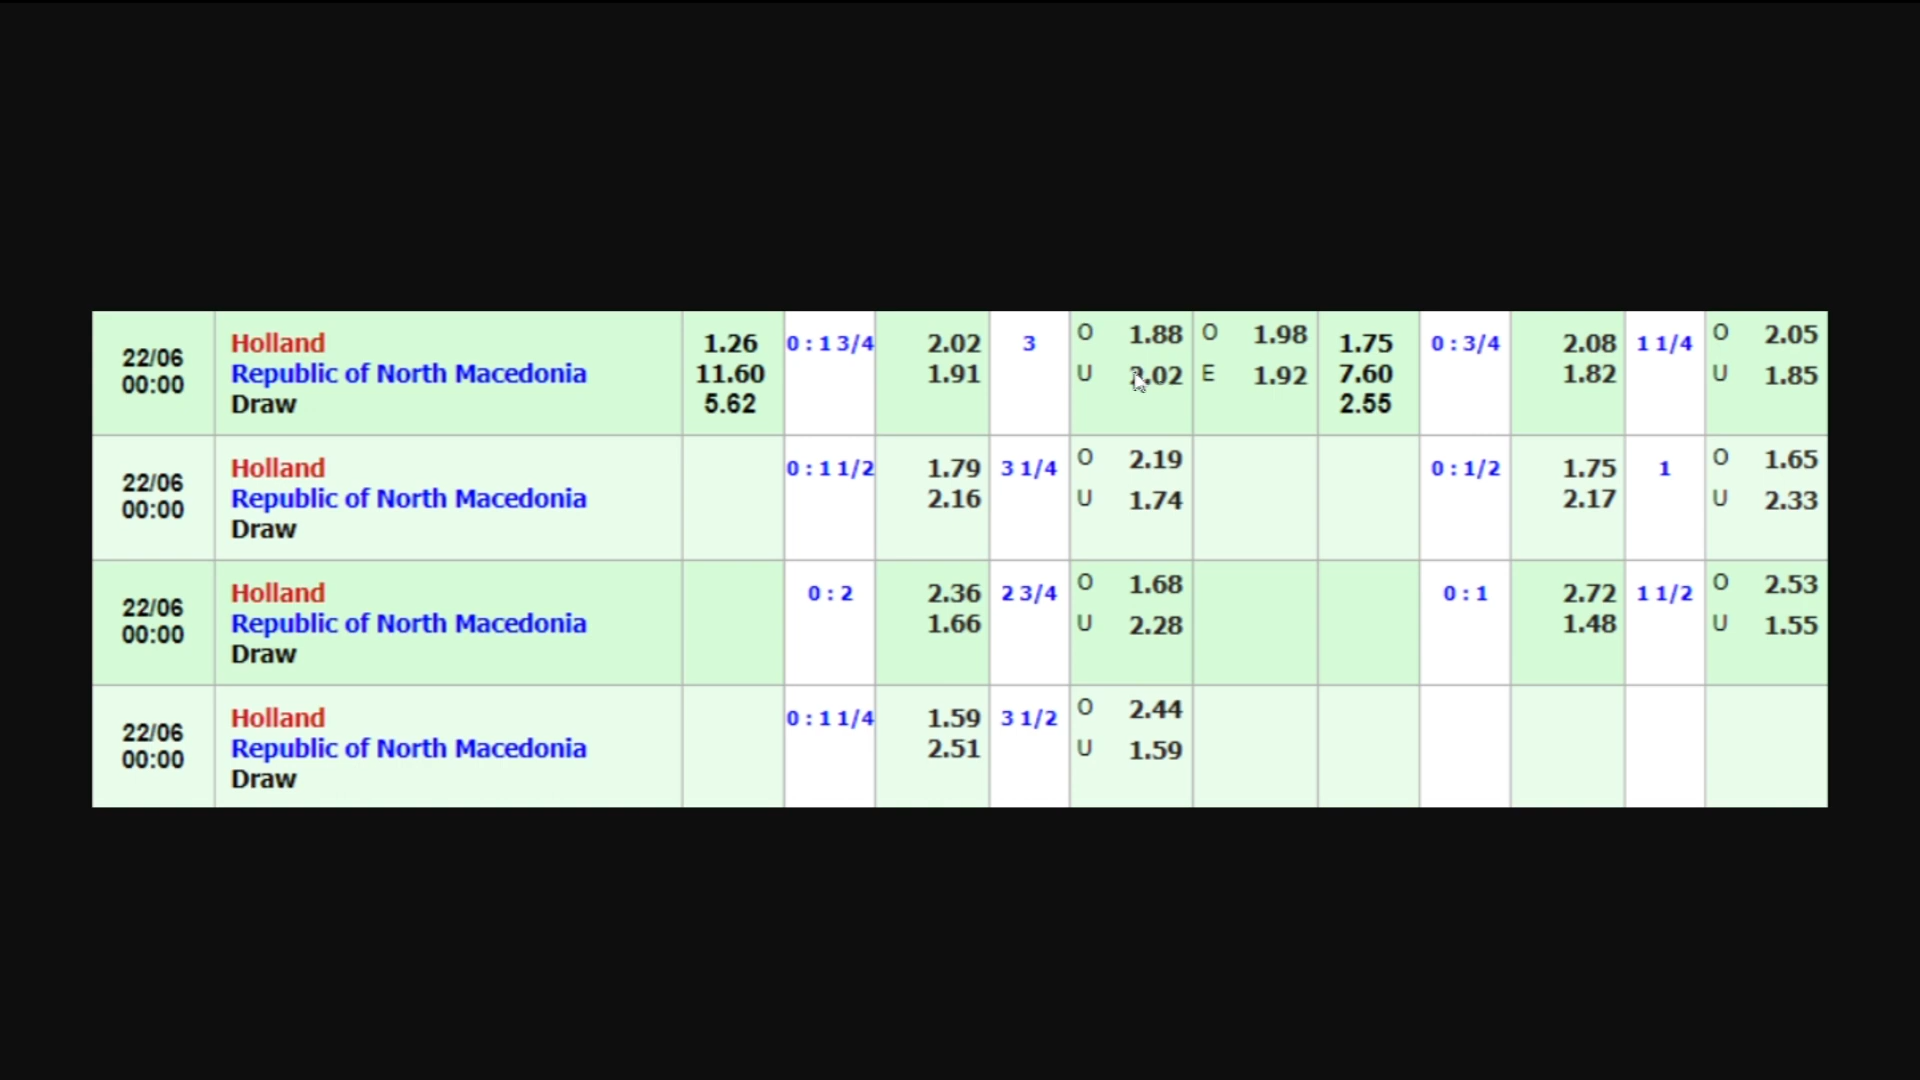 22/06
00:00
Holland
Republic of North Macedonia
Draw
1.26
11.60
5.62
0 : 1 3/4
2.02
1.91
3
O 1.88
U 2.02
O 1.98
E 1.92
1.75
7.60
2.55
0 : 3/4
2.08
1.82
1 1/4
O 2.05
U 1.85
22/06
00:00
Holland
Republic of North Macedonia
Draw
0 : 1 1/2
1.79
2.16
3 1/4
O 2.19
U 1.74
0 : 1/2
1.75
2.17
1
O 1.65
U 2.33
22/06
00:00
Holland
Republic of North Macedonia
Draw
0 : 2
2.36
1.66
2 3/4
O 1.68
U 2.28
0 : 1
2.72
1.48
1 1/2
O 2.53
U 1.55
22/06
00:00
Holland
Republic of North Macedonia
Draw
0 : 1 1/4
1.59
2.51
3 1/2
O 2.44
U 1.59